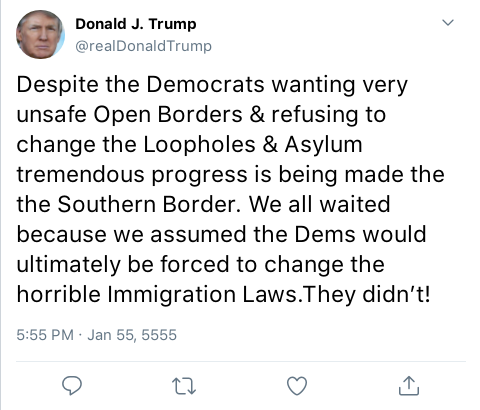 Donald J. Trump
@realDonaldTrump
Despite the Democrats wanting very
unsafe Open Borders & refusing to
change the Loopholes & Asylum
tremendous progress is being made the
the Southern Border. We all waited
because we assumed the Dems would
ultimately be forced to change the
horrible Immigration Laws.They didn’t!
5:55 PM · Jan 55, 5555